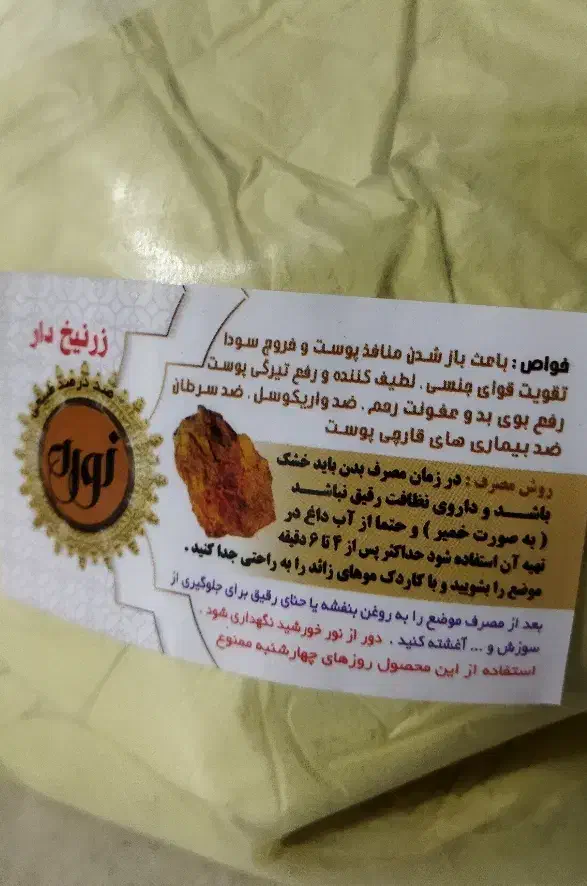 زرنیخ دار
صد درصد طبیعی
نوره
خواص : باعث باز شدن منافذ پوست و خروج سودا
تقویت قوای جنسی ، لطیف کننده و رفع تیرگی پوست
رفع بوی بد و عفونت رحم ، ضد واریکوسل ، ضد سرطان
ضد بیماری های قارچی پوست
روش مصرف : در زمان مصرف بدن باید خشک
باشد و داروی نظافت رقیق نباشد
( به صورت خمیر ) و حتما از آب داغ در
تهیه آن استفاده شود حداکثر پس از ۴ تا ۶ دقیقه
موضع را بشویید و با کاردک موهای زائد را به راحتی جدا کنید .
بعد از مصرف موضع را به روغن بنفشه یا حنای رقیق برای جلوگیری از
سوزش و ... آغشته کنید . دور از نور خورشید نگهداری شود .
استفاده از این محصول روزهای چهارشنبه ممنوع